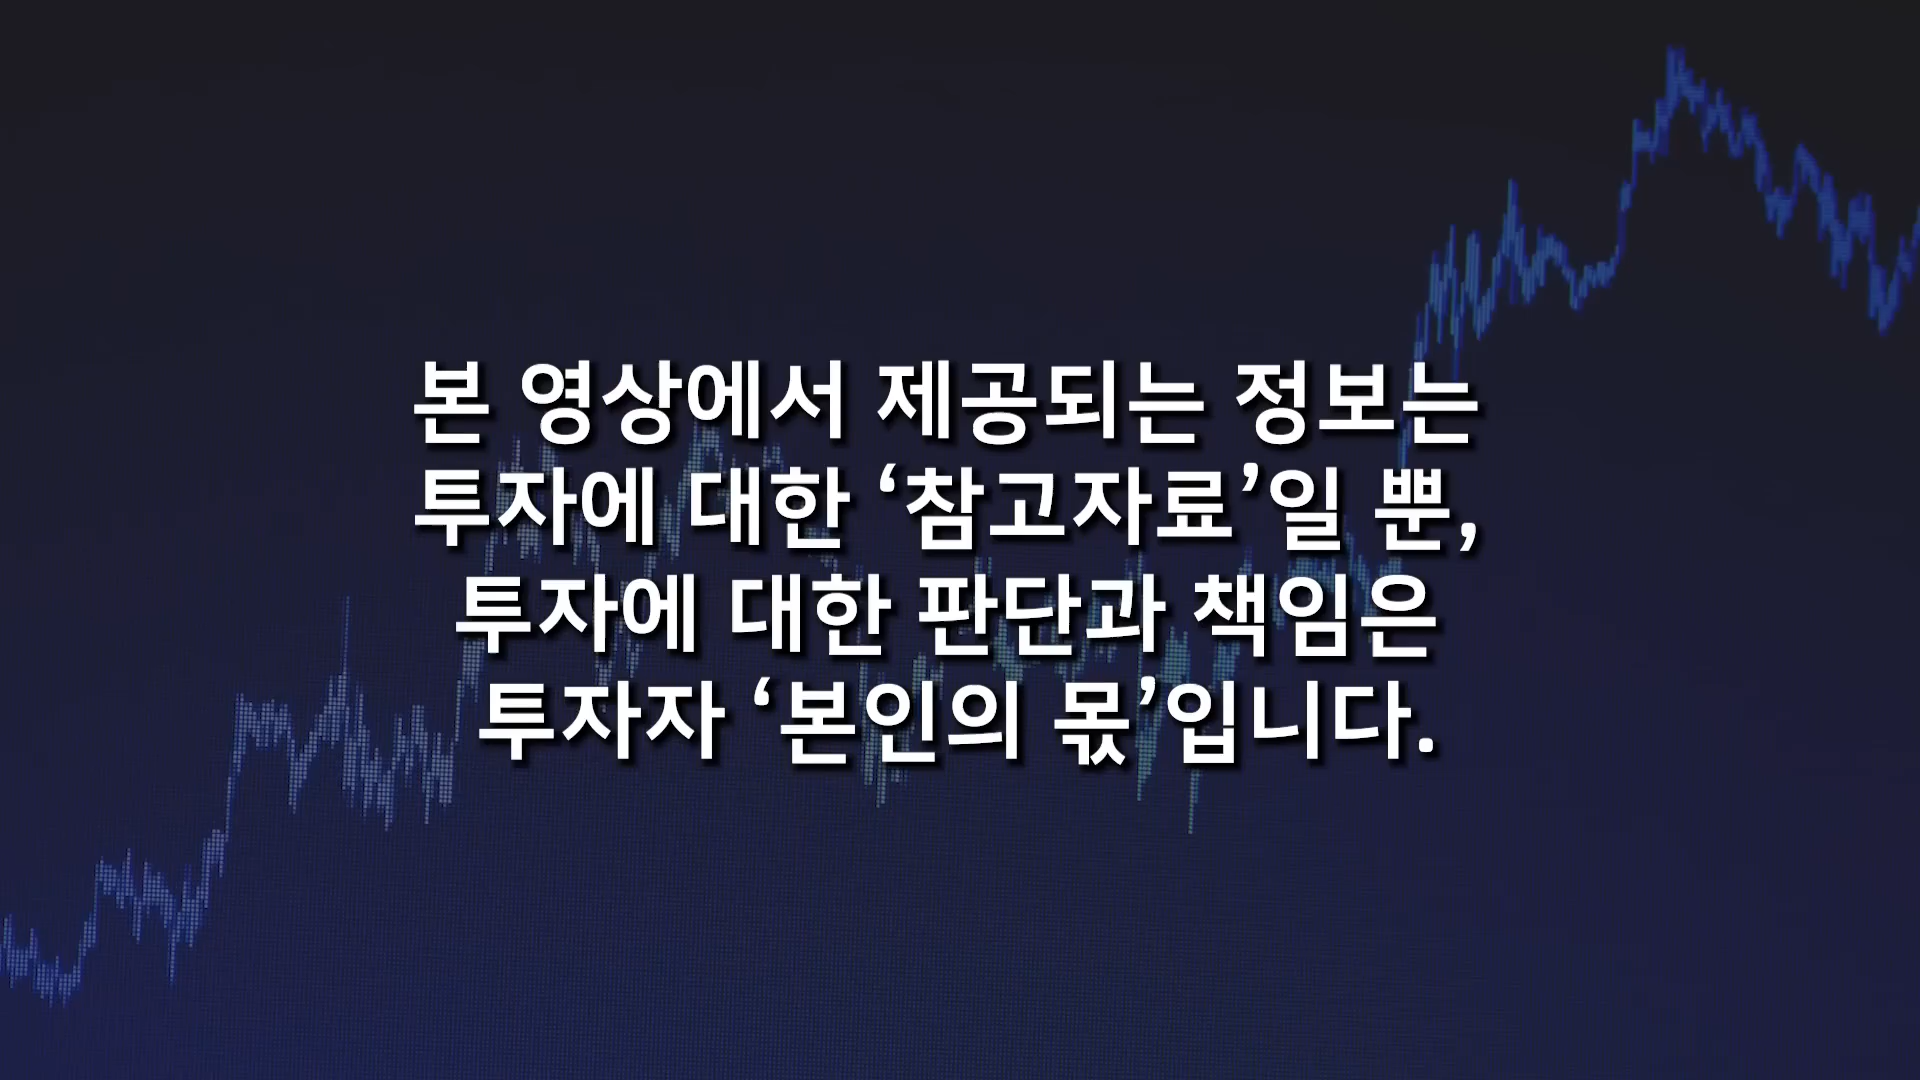 본 영상에서 제공되는 정보는
투자에 대한 ‘참고자료’일 뿐,
투자에 대한 판단과 책임은
투자자 ‘본인의 몫’입니다.